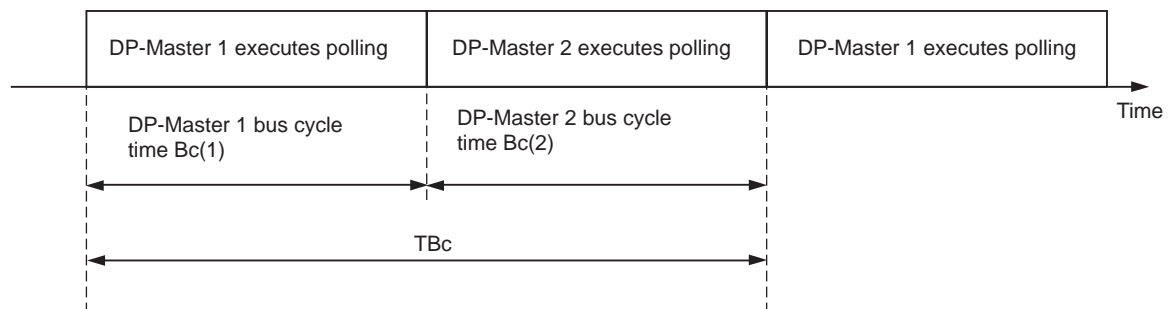 DP-Master 1 executes polling
DP-Master 2 executes polling
DP-Master 1 executes polling
Time
DP-Master 1 bus cycle
time Bc(1)
DP-Master 2 bus cycle
time Bc(2)
TBc